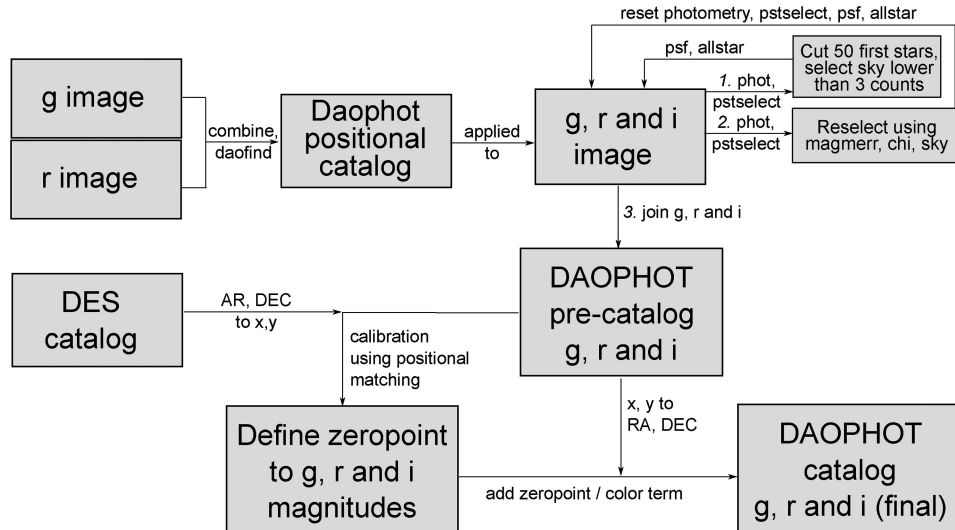 reset photometry, pstselect, psf, allstar
psf, allstar
Cut 50 first stars,
select sky lower
than 3 counts
g image
r image
combine,
daofind
Daophot
positional
catalog
applied
to
g, r and i
image
1. phot,
pstselect
2. phot,
pstselect
Reselect using
magmerr, chi, sky
3. join g, r and i
DES
catalog
AR, DEC
to x,y
DAOPHOT
pre-catalog
g, r and i
calibration
using positional
matching
x, y to
RA, DEC
Define zeropoint
to g, r and i
magnitudes
add zeropoint / color term
DAOPHOT
catalog
g, r and i (final)